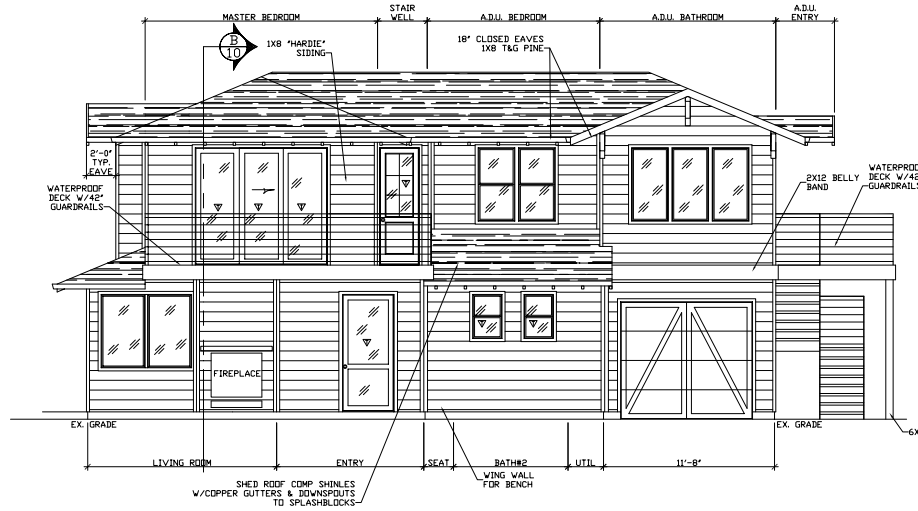 MASTER BEDROOM
STAIR
WELL
A.D.U. BEDROOM
A.D.U. BATHROOM
A.D.U.
ENTRY
B
10
1X8 "HARDIE"
SIDING
18" CLOSED EAVES
1X8 T&G PINE
2'-0"
TYP.
EAVE
WATERPROOF
DECK W/42"
GUARDRAILS
2X12 BELLY
BAND
WATERPROOF
DECK W/42"
GUARDRAILS
FIREPLACE
EX. GRADE
EX. GRADE
6X
LIVING ROOM
ENTRY
SEAT
BATH#2
UTIL
11'-8"
WING WALL
FOR BENCH
SHED ROOF COMP SHINLES
W/COPPER GUTTERS & DOWNSPOUTS
TO SPLASHBLOCKS